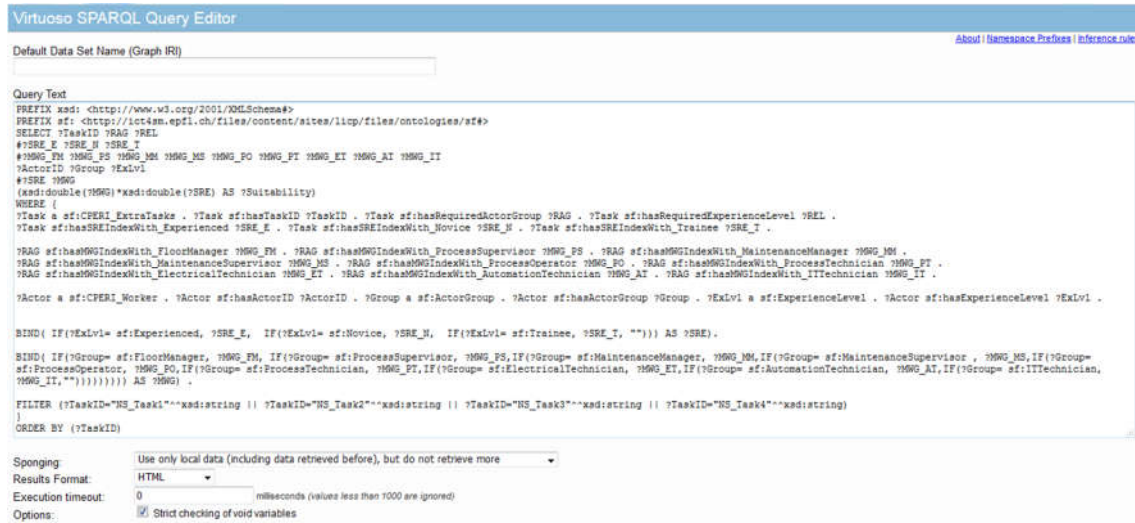 Virtuoso SPARQL Query Editor
About | Namespace Prefixes | Inference rule
Default Data Set Name (Graph IRI)
Query Text
PREFIX xsd: <http://www.w3.org/2001/XMLSchema#>
PREFIX sf: <http://ict4sm.epfl.ch/files/content/sites/licp/files/ontologies/sf#>
SELECT ?TaskID ?RAG ?REL
#?SRE_E ?SRE_N ?SRE_T
#?MWG_FM ?MWG_PS ?MWG_MM ?MWG_MS ?MWG_PO ?MWG_PT ?MWG_ET ?MWG_AT ?MWG_IT
?ActorID ?Group ?ExLvl
#?SRE ?MWG
(xsd:double(?MWG)*xsd:double(?SRE) AS ?Suitability)
WHERE {
?Task a sf:CPERI_ExtraTasks . ?Task sf:hasTaskID ?TaskID . ?Task sf:hasRequiredActorGroup ?RAG . ?Task sf:hasRequiredExperienceLevel ?REL .
?Task sf:hasSREIndexWith_Experienced ?SRE_E . ?Task sf:hasSREIndexWith_Novice ?SRE_N . ?Task sf:hasSREIndexWith_Trainee ?SRE_T .
?RAG sf:hasMWGIndexWith_FloorManager ?MWG_FM . ?RAG sf:hasMWGIndexWith_ProcessSupervisor ?MWG_PS . ?RAG sf:hasMWGIndexWith_MaintenanceManager ?MWG_MM .
?RAG sf:hasMWGIndexWith_MaintenanceSupervisor ?MWG_MS . ?RAG sf:hasMWGIndexWith_ProcessOperator ?MWG_PO . ?RAG sf:hasMWGIndexWith_ProcessTechnician ?MWG_PT .
?RAG sf:hasMWGIndexWith_ElectricalTechnician ?MWG_ET . ?RAG sf:hasMWGIndexWith_AutomationTechnician ?MWG_AT . ?RAG sf:hasMWGIndexWith_ITTechnician ?MWG_IT .
?Actor a sf:CPERI_Worker . ?Actor sf:hasActorID ?ActorID . ?Group a sf:ActorGroup . ?Actor sf:hasActorGroup ?Group . ?ExLvl a sf:ExperienceLevel . ?Actor sf:hasExperienceLevel ?ExLvl .
BIND( IF(?ExLvl= sf:Experienced, ?SRE_E, IF(?ExLvl= sf:Novice, ?SRE_N, IF(?ExLvl= sf:Trainee, ?SRE_T, ""))) AS ?SRE).
BIND( IF(?Group= sf:FloorManager, ?MWG_FM, IF(?Group= sf:ProcessSupervisor, ?MWG_PS,IF(?Group= sf:MaintenanceManager, ?MWG_MM,IF(?Group= sf:MaintenanceSupervisor , ?MWG_MS,IF(?Group=
sf:ProcessOperator, ?MWG_PO,IF(?Group= sf:ProcessTechnician, ?MWG_PT,IF(?Group= sf:ElectricalTechnician, ?MWG_ET,IF(?Group= sf:AutomationTechnician, ?MWG_AT,IF(?Group= sf:ITTechnician,
?MWG_IT,""))))))))) AS ?MWG) .
FILTER (?TaskID="NS_Task1"^^xsd:string || ?TaskID="NS_Task2"^^xsd:string || ?TaskID="NS_Task3"^^xsd:string || ?TaskID="NS_Task4"^^xsd:string)
}
ORDER BY (?TaskID)
Sponging: Use only local data (including data retrieved before), but do not retrieve more
Results Format: HTML
Execution timeout: 0 milliseconds (values less than 1000 are ignored)
Options: Strict checking of void variables